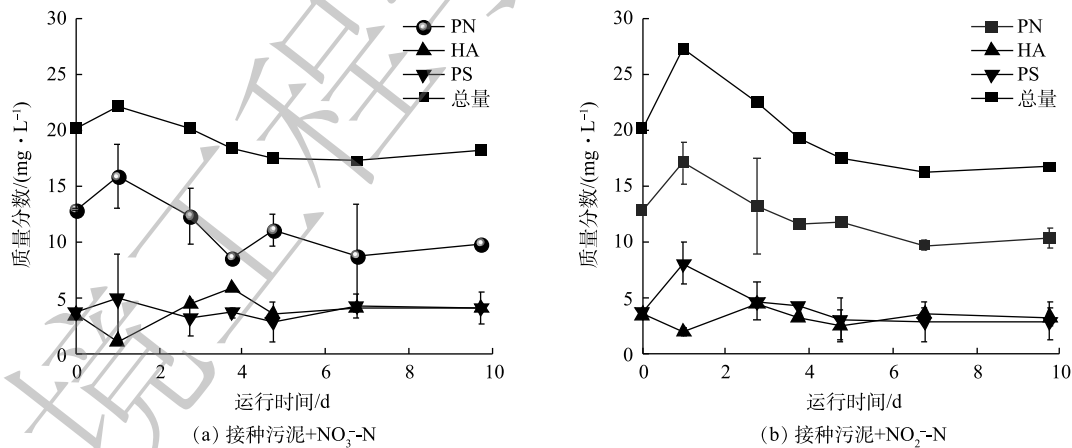 30
25
20
15
10
5
0
质量分数/(mg·L⁻¹)
PN
HA
PS
总量
0 2 4 6 8 10
运行时间/d
(a) 接种污泥+NO₃⁻-N
30
25
20
15
10
5
0
质量分数/(mg·L⁻¹)
PN
HA
PS
总量
0 2 4 6 8 10
运行时间/d
(b) 接种污泥+NO₂⁻-N
境工程